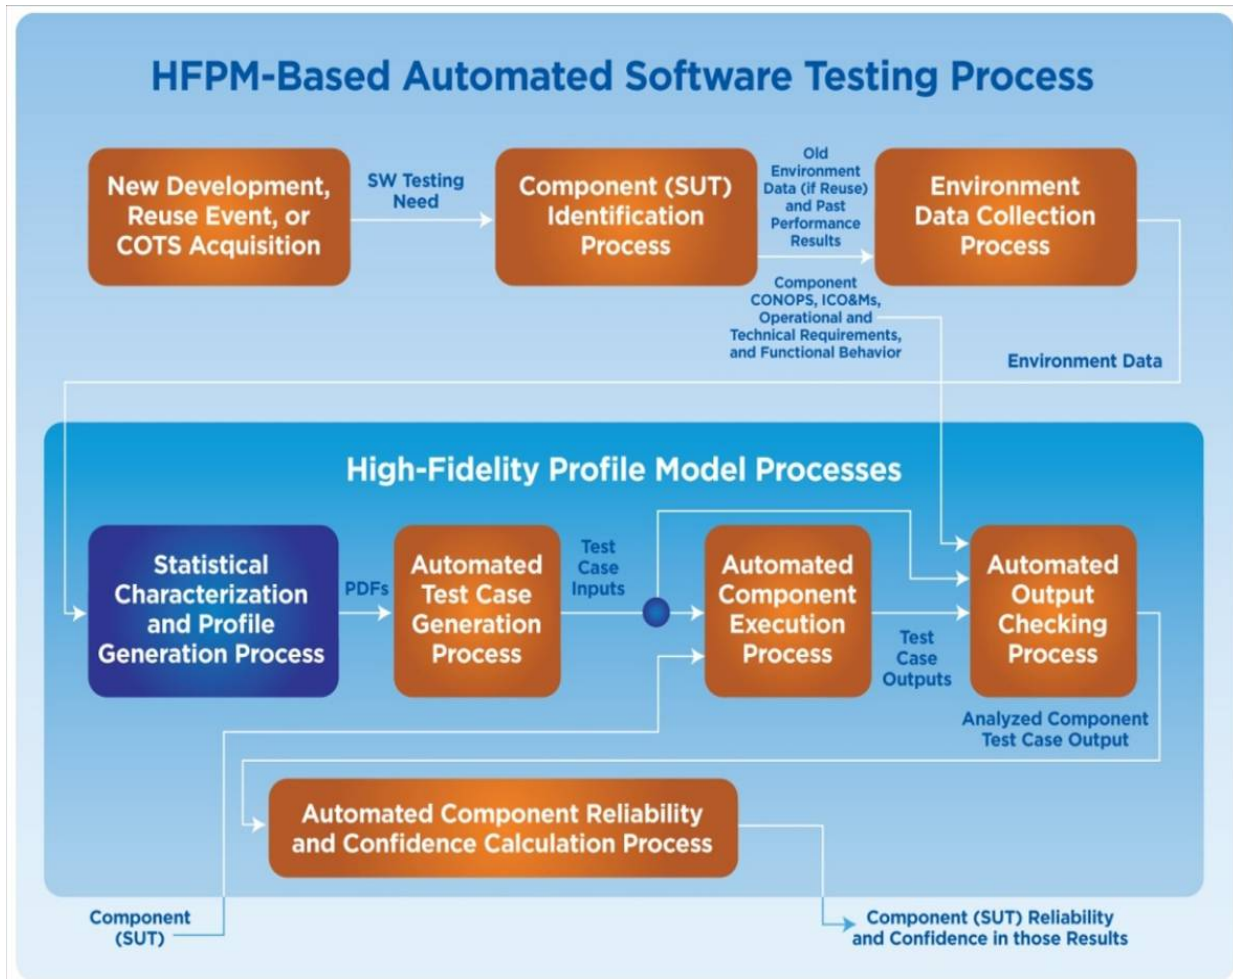 HFPM-Based Automated Software Testing Process
New Development,
Reuse Event, or
COTS Acquisition
SW Testing
Need
Component (SUT)
Identification
Process
Old
Environment
Data (if Reuse)
and Past
Performance
Results
Environment
Data Collection
Process
Component
CONOPS, ICO&Ms,
Operational and
Technical Requirements,
and Functional Behavior
Environment Data
High-Fidelity Profile Model Processes
Statistical
Characterization
and Profile
Generation Process
PDFs
Automated
Test Case
Generation
Process
Test
Case
Inputs
Automated
Component
Execution
Process
Test
Case
Outputs
Automated
Output
Checking
Process
Analyzed Component
Test Case Output
Automated Component Reliability
and Confidence Calculation Process
Component
(SUT)
Component (SUT) Reliability
and Confidence in those Results